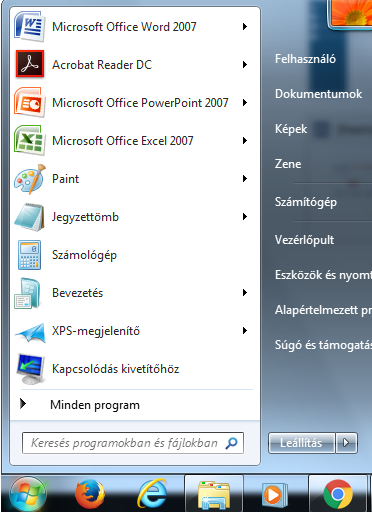 Microsoft Office Word 2007
Acrobat Reader DC
Microsoft Office PowerPoint 2007
Microsoft Office Excel 2007
Paint
Jegyzettömb
Számológép
Bevezetés
XPS-megjelenítő
Kapcsolódás kivetítőhöz
Minden program
Keresés programokban és fájlokban
Felhasználó
Dokumentumok
Képek
Zene
Számítógép
Vezérlőpult
Eszközök és nyomt
Alapértelmezett pr
Súgó és támogatás
Leállítás